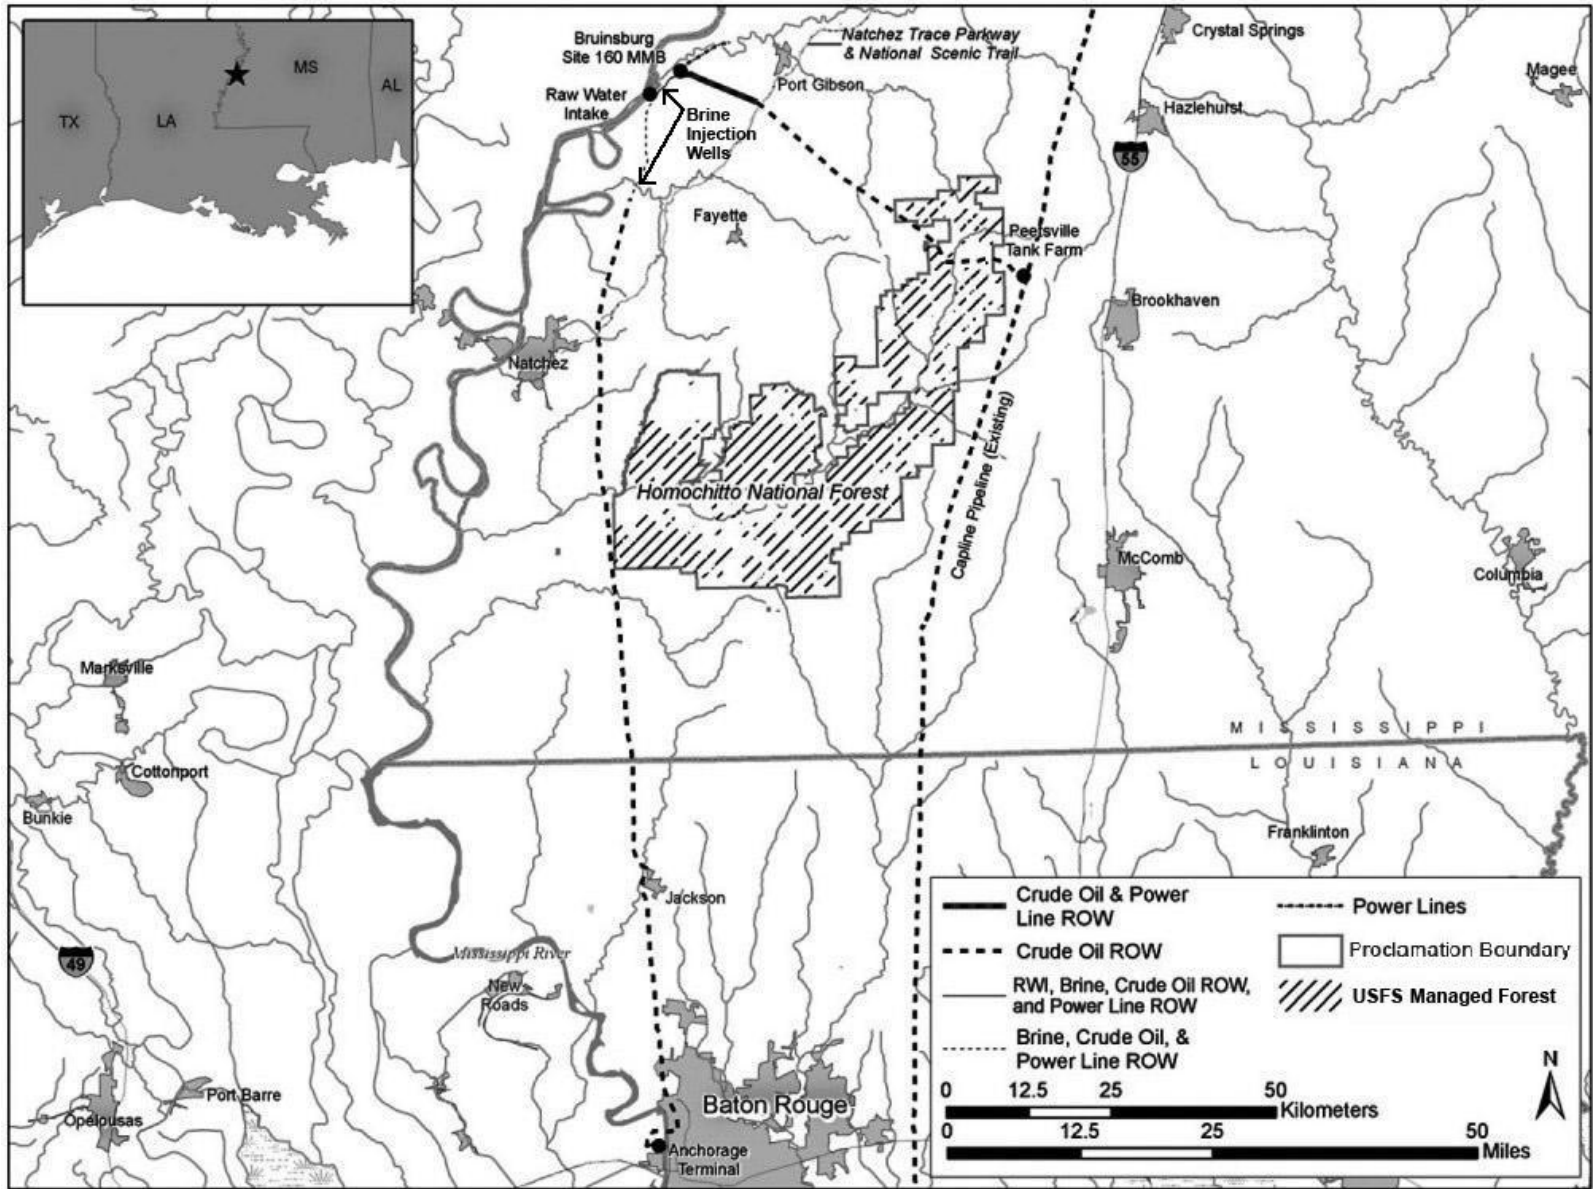 TX
LA
MS
AL
Bruinsburg
Site 160 MMB
Raw Water
Intake
Brine
Injection
Wells
Natchez Trace Parkway
& National Scenic Trail
Port Gibson
Crystal Springs
Magee
Hazlehurst
55
Fayette
Peetsville
Tank Farm
Brookhaven
Natchez
Homochitto National Forest
Capline Pipeline (Existing)
McComb
Columbia
Marksville
MISSISSIPPI
LOUISIANA
Cottonport
Bunkie
Franklinton
Jackson
49
Mississippi River
New
Roads
Port Barre
Opelousas
Baton Rouge
Anchorage
Terminal
Crude Oil & Power
Line ROW
Crude Oil ROW
RWI, Brine, Crude Oil ROW,
and Power Line ROW
Brine, Crude Oil, &
Power Line ROW
Power Lines
Proclamation Boundary
USFS Managed Forest
N
0 12.5 25 50
Kilometers
0 12.5 25 50
Miles